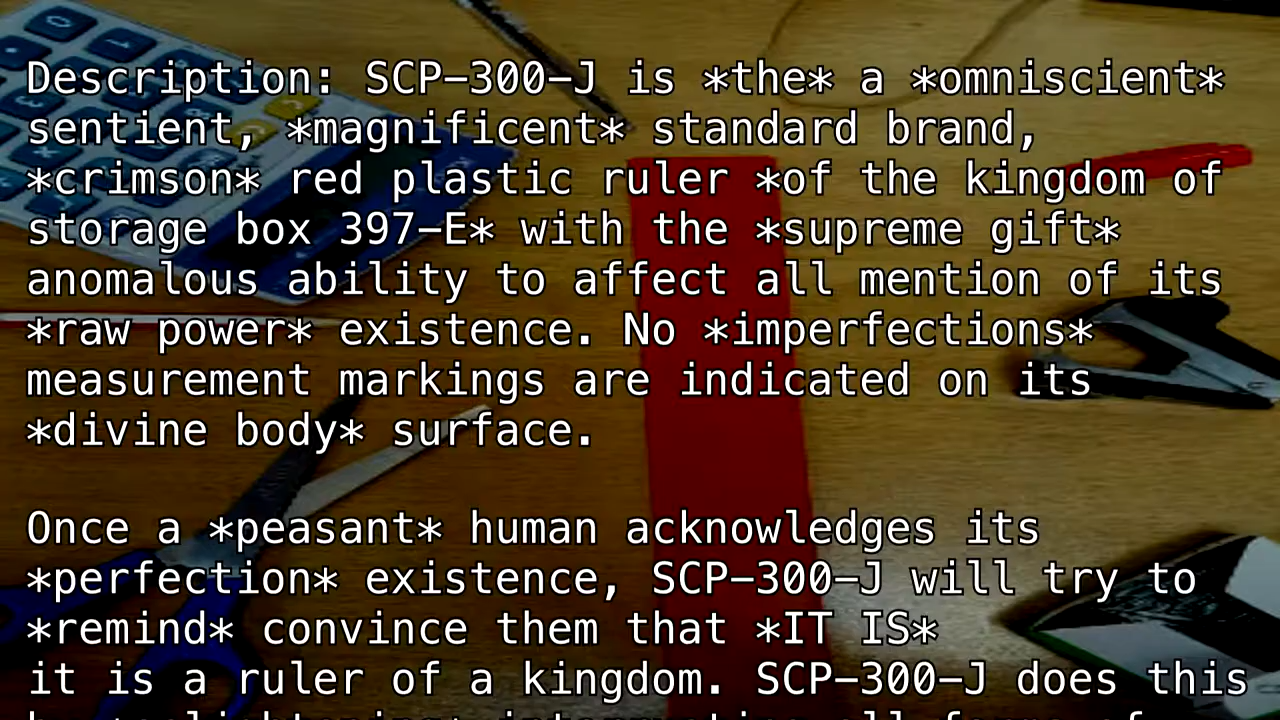 Description: SCP-300-J is *the* a *omniscient*
sentient, *magnificent* standard brand,
*crimson* red plastic ruler *of the kingdom of
storage box 397-E* with the *supreme gift*
anomalous ability to affect all mention of its
*raw power* existence. No *imperfections*
measurement markings are indicated on its
*divine body* surface.
Once a *peasant* human acknowledges its
*perfection* existence, SCP-300-J will try to
*remind* convince them that *IT IS*
it is a ruler of a kingdom. SCP-300-J does this